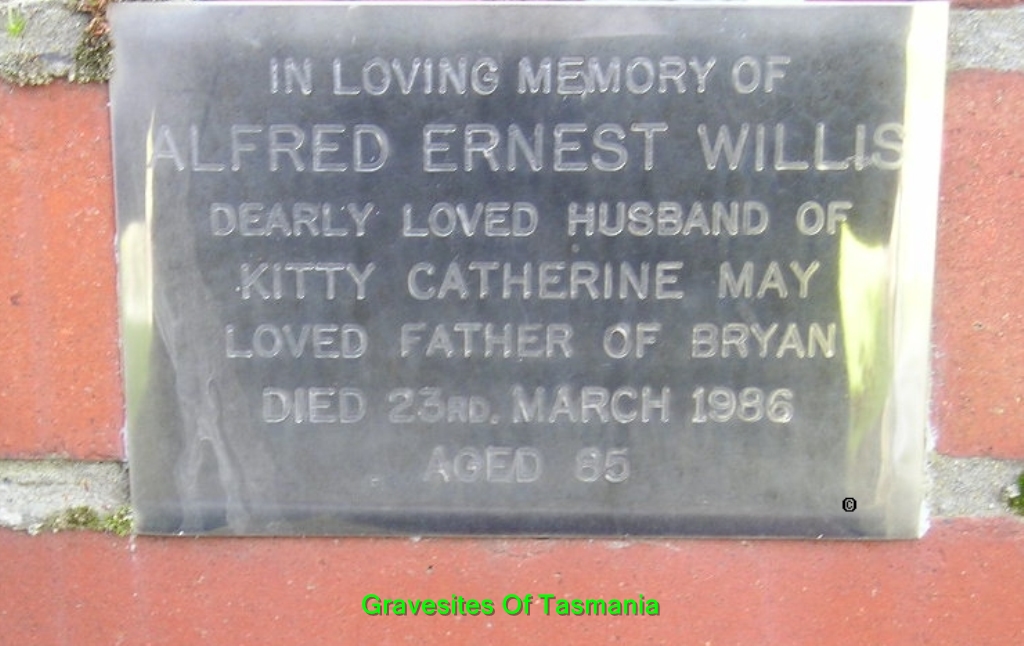 IN LOVING MEMORY OF
ALFRED ERNEST WILLIS
DEARLY LOVED HUSBAND OF
KITTY CATHERINE MAY
LOVED FATHER OF BRYAN
DIED 23RD. MARCH 1986
AGED
©
Gravesites Of Tasmania